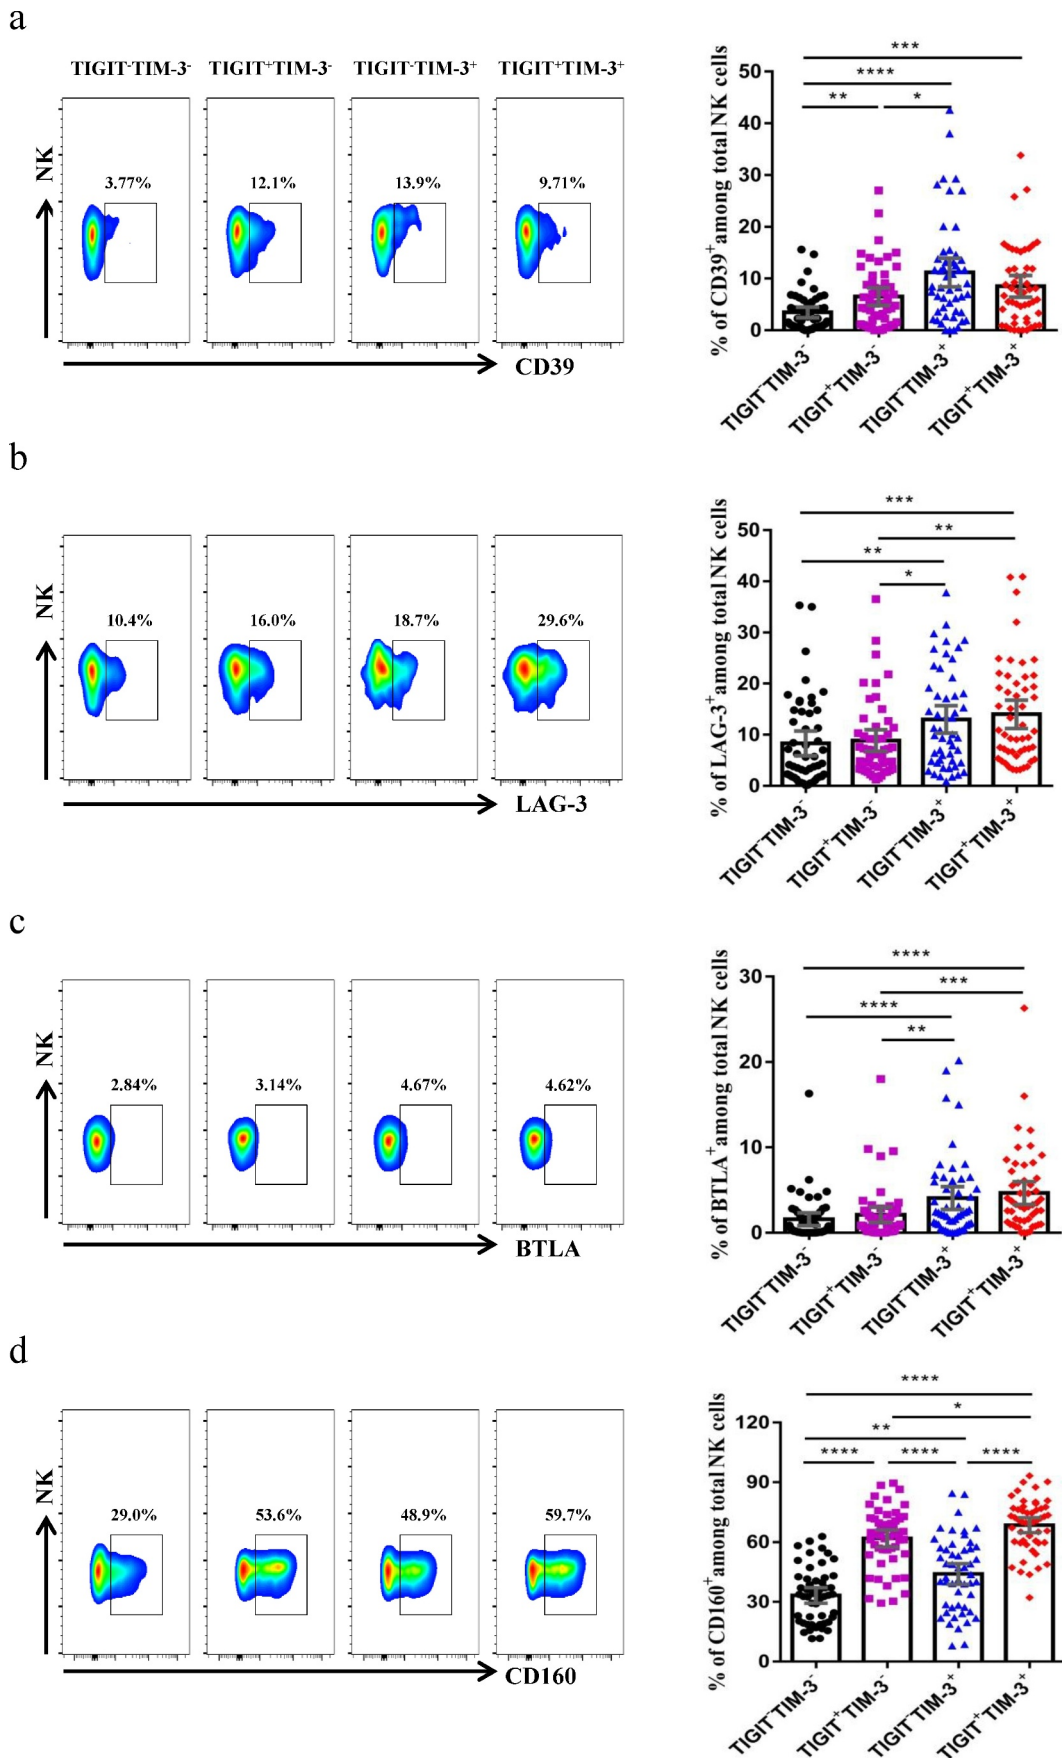 a
TIGIT⁻TIM-3⁻ TIGIT⁺TIM-3⁻ TIGIT⁻TIM-3⁺ TIGIT⁺TIM-3⁺
NK
3.77% 12.1% 13.9% 9.71%
CD39
% of CD39⁺among total NK cells
50
40
30
20
10
0
***
****
** *
TIGIT⁻TIM-3⁻ TIGIT⁺TIM-3⁻ TIGIT⁻TIM-3⁺ TIGIT⁺TIM-3⁺
b
NK
10.4% 16.0% 18.7% 29.6%
LAG-3
% of LAG-3⁺among total NK cells
50
40
30
20
10
0
***
**
**
*
TIGIT⁻TIM-3⁻ TIGIT⁺TIM-3⁻ TIGIT⁻TIM-3⁺ TIGIT⁺TIM-3⁺
c
NK
2.84% 3.14% 4.67% 4.62%
BTLA
% of BTLA⁺among total NK cells
30
20
10
0
****
***
****
**
TIGIT⁻TIM-3⁻ TIGIT⁺TIM-3⁻ TIGIT⁻TIM-3⁺ TIGIT⁺TIM-3⁺
d
NK
29.0% 53.6% 48.9% 59.7%
CD160
% of CD160⁺among total NK cells
120
90
60
30
0
****
*
**
**** **** ****
TIGIT⁻TIM-3⁻ TIGIT⁺TIM-3⁻ TIGIT⁻TIM-3⁺ TIGIT⁺TIM-3⁺